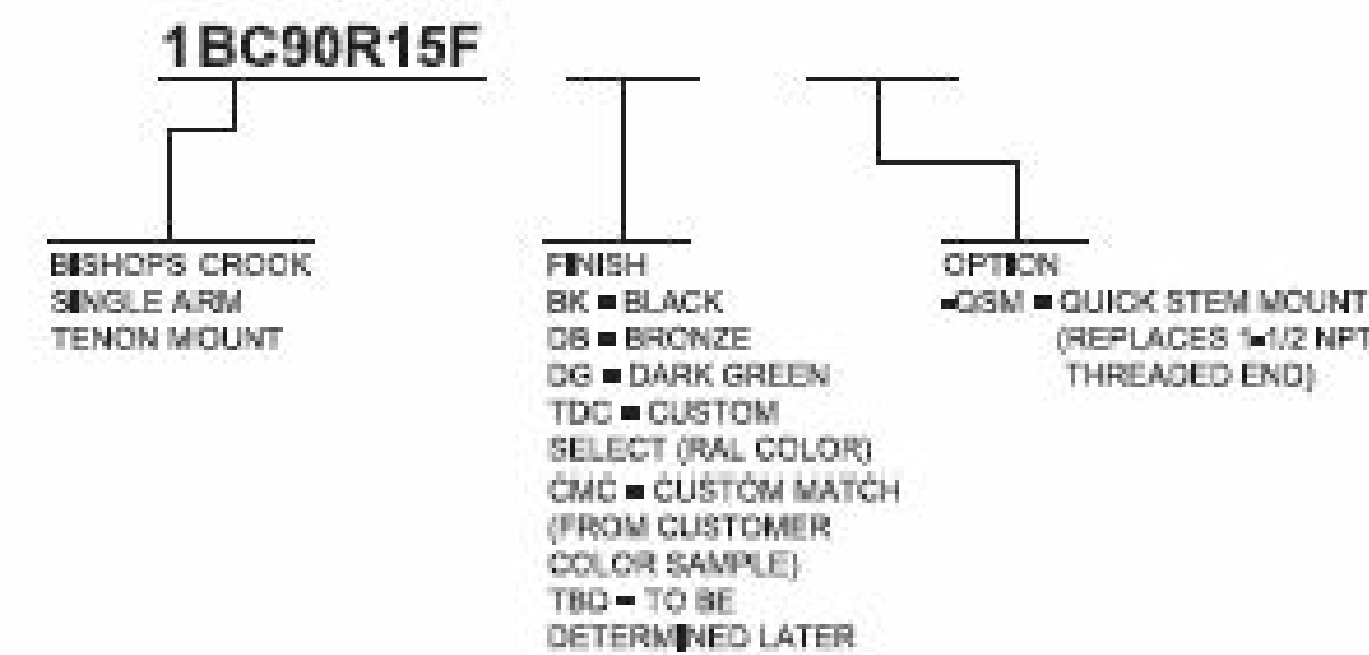 1BC90R15F
BISHOPS CROOK
SINGLE ARM
TENON MOUNT
FINISH
BK = BLACK
DB = BRONZE
DG = DARK GREEN
TDC = CUSTOM
SELECT (RAL COLOR)
CMC = CUSTOM MATCH
(FROM CUSTOMER
COLOR SAMPLE)
TBD = TO BE
DETERMINED LATER
OPTION
-QSM = QUICK STEM MOUNT
(REPLACES 1-1/2 NPT
THREADED END)